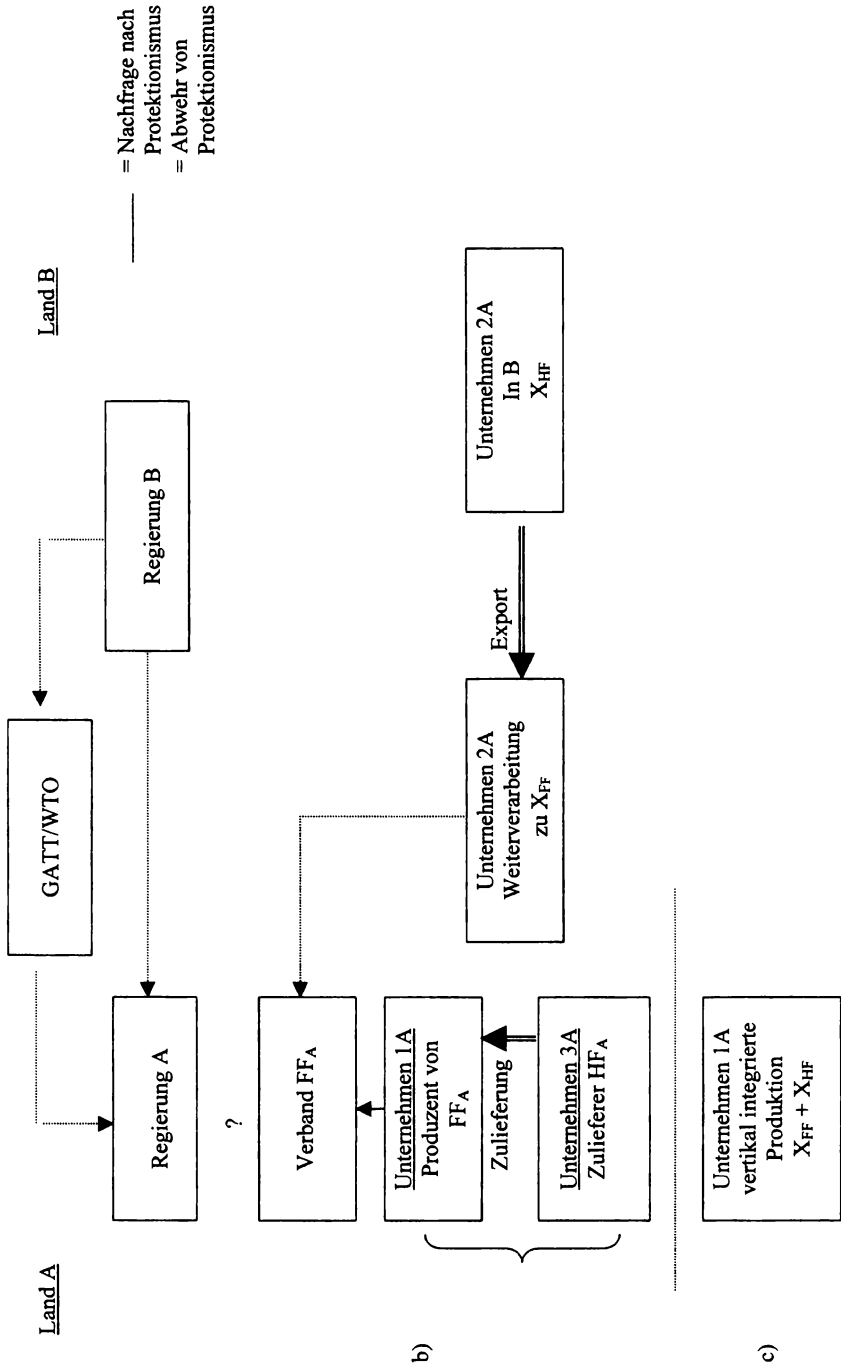 Land A
Land B
GATT/WTO
Regierung A
Regierung B
= Nachfrage nach
Protektionismus
= Abwehr von
Protektionismus
?
b)
Verband FF_A
Unternehmen 1A
Produzent von
FF_A
Zulieferung
Unternehmen 3A
Zulieferer HF_A
Unternehmen 2A
Weiterverarbeitung
zu X_FF
Export
Unternehmen 2A
In B
X_HF
c)
Unternehmen 1A
vertikal integrierte
Produktion
X_FF + X_HF